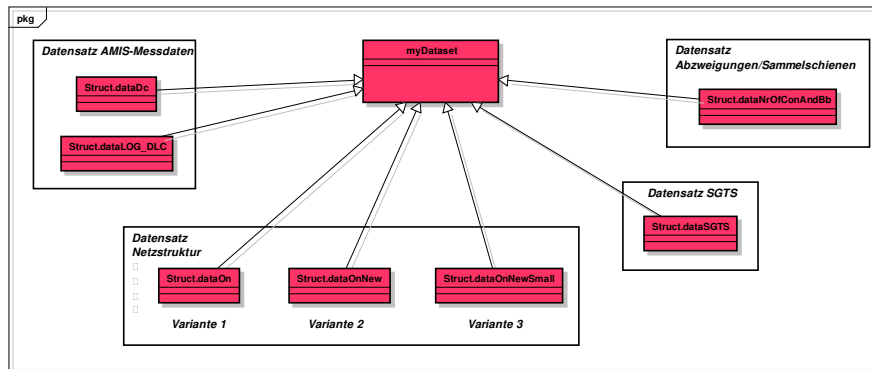 pkg
Datensatz AMIS-Messdaten
myDataset
Datensatz
Abzweigungen/Sammelschienen
Struct.dataDc
Struct.dataNrOfConAndBb
Struct.dataLOG_DLC
Datensatz SGTS
Struct.dataSGTS
Datensatz
Netzstruktur
Struct.dataOn
Struct.dataOnNew
Struct.dataOnNewSmall
Variante 1
Variante 2
Variante 3